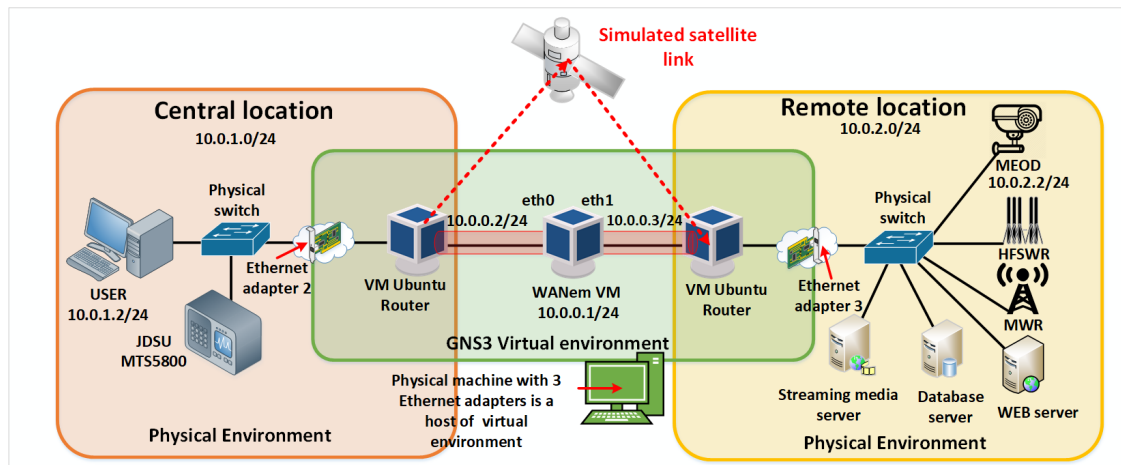 Simulated satellite
link
Central location
10.0.1.0/24
Remote location
10.0.2.0/24
MEOD
10.0.2.2/24
Physical
switch
eth0
eth1
10.0.0.2/24
10.0.0.3/24
Physical
switch
HFSWR
Ethernet
adapter 2
VM Ubuntu
Router
WANem VM
10.0.0.1/24
VM Ubuntu
Router
Ethernet
adapter 3
MWR
USER
10.0.1.2/24
JDSU
MTS5800
GNS3 Virtual environment
Physical machine with 3
Ethernet adapters is a
host of virtual
environment
Streaming media
server
Database
server
WEB server
Physical Environment
Physical Environment